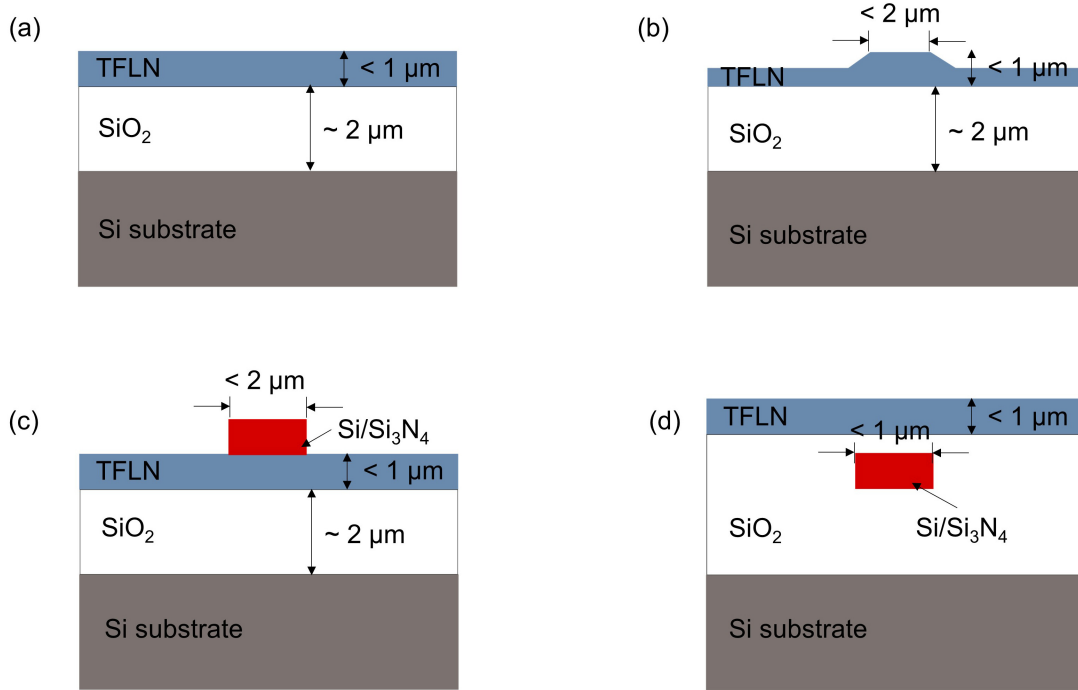 (a)
TFLN
< 1 µm
SiO₂
~ 2 µm
Si substrate
(b)
< 2 µm
TFLN
< 1 µm
SiO₂
~ 2 µm
Si substrate
(c)
< 2 µm
Si/Si₃N₄
TFLN
< 1 µm
SiO₂
~ 2 µm
Si substrate
(d)
TFLN
< 1 µm
< 1 µm
SiO₂
Si/Si₃N₄
Si substrate